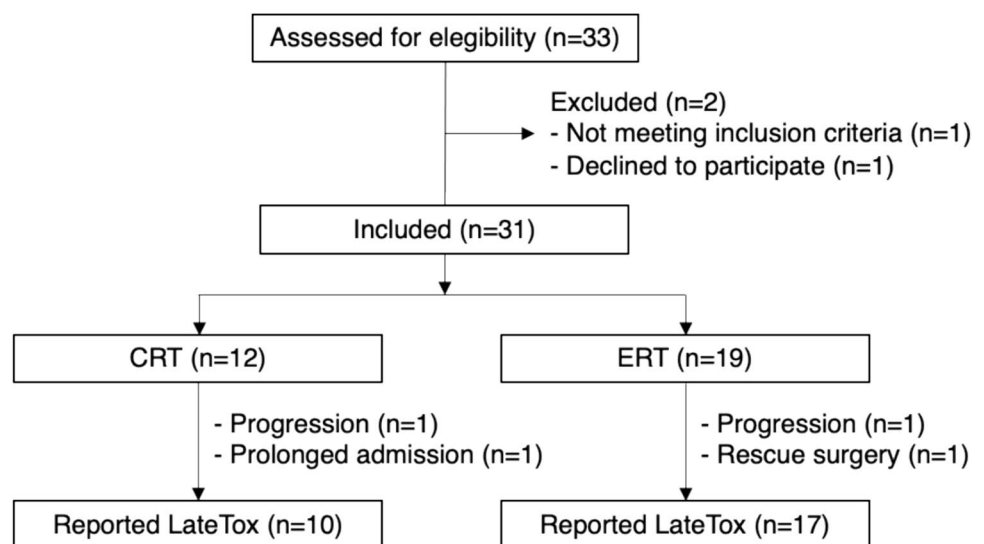 Assessed for elegibility (n=33)
Excluded (n=2)
- Not meeting inclusion criteria (n=1)
- Declined to participate (n=1)
Included (n=31)
CRT (n=12)
ERT (n=19)
- Progression (n=1)
- Prolonged admission (n=1)
- Progression (n=1)
- Rescue surgery (n=1)
Reported LateTox (n=10)
Reported LateTox (n=17)